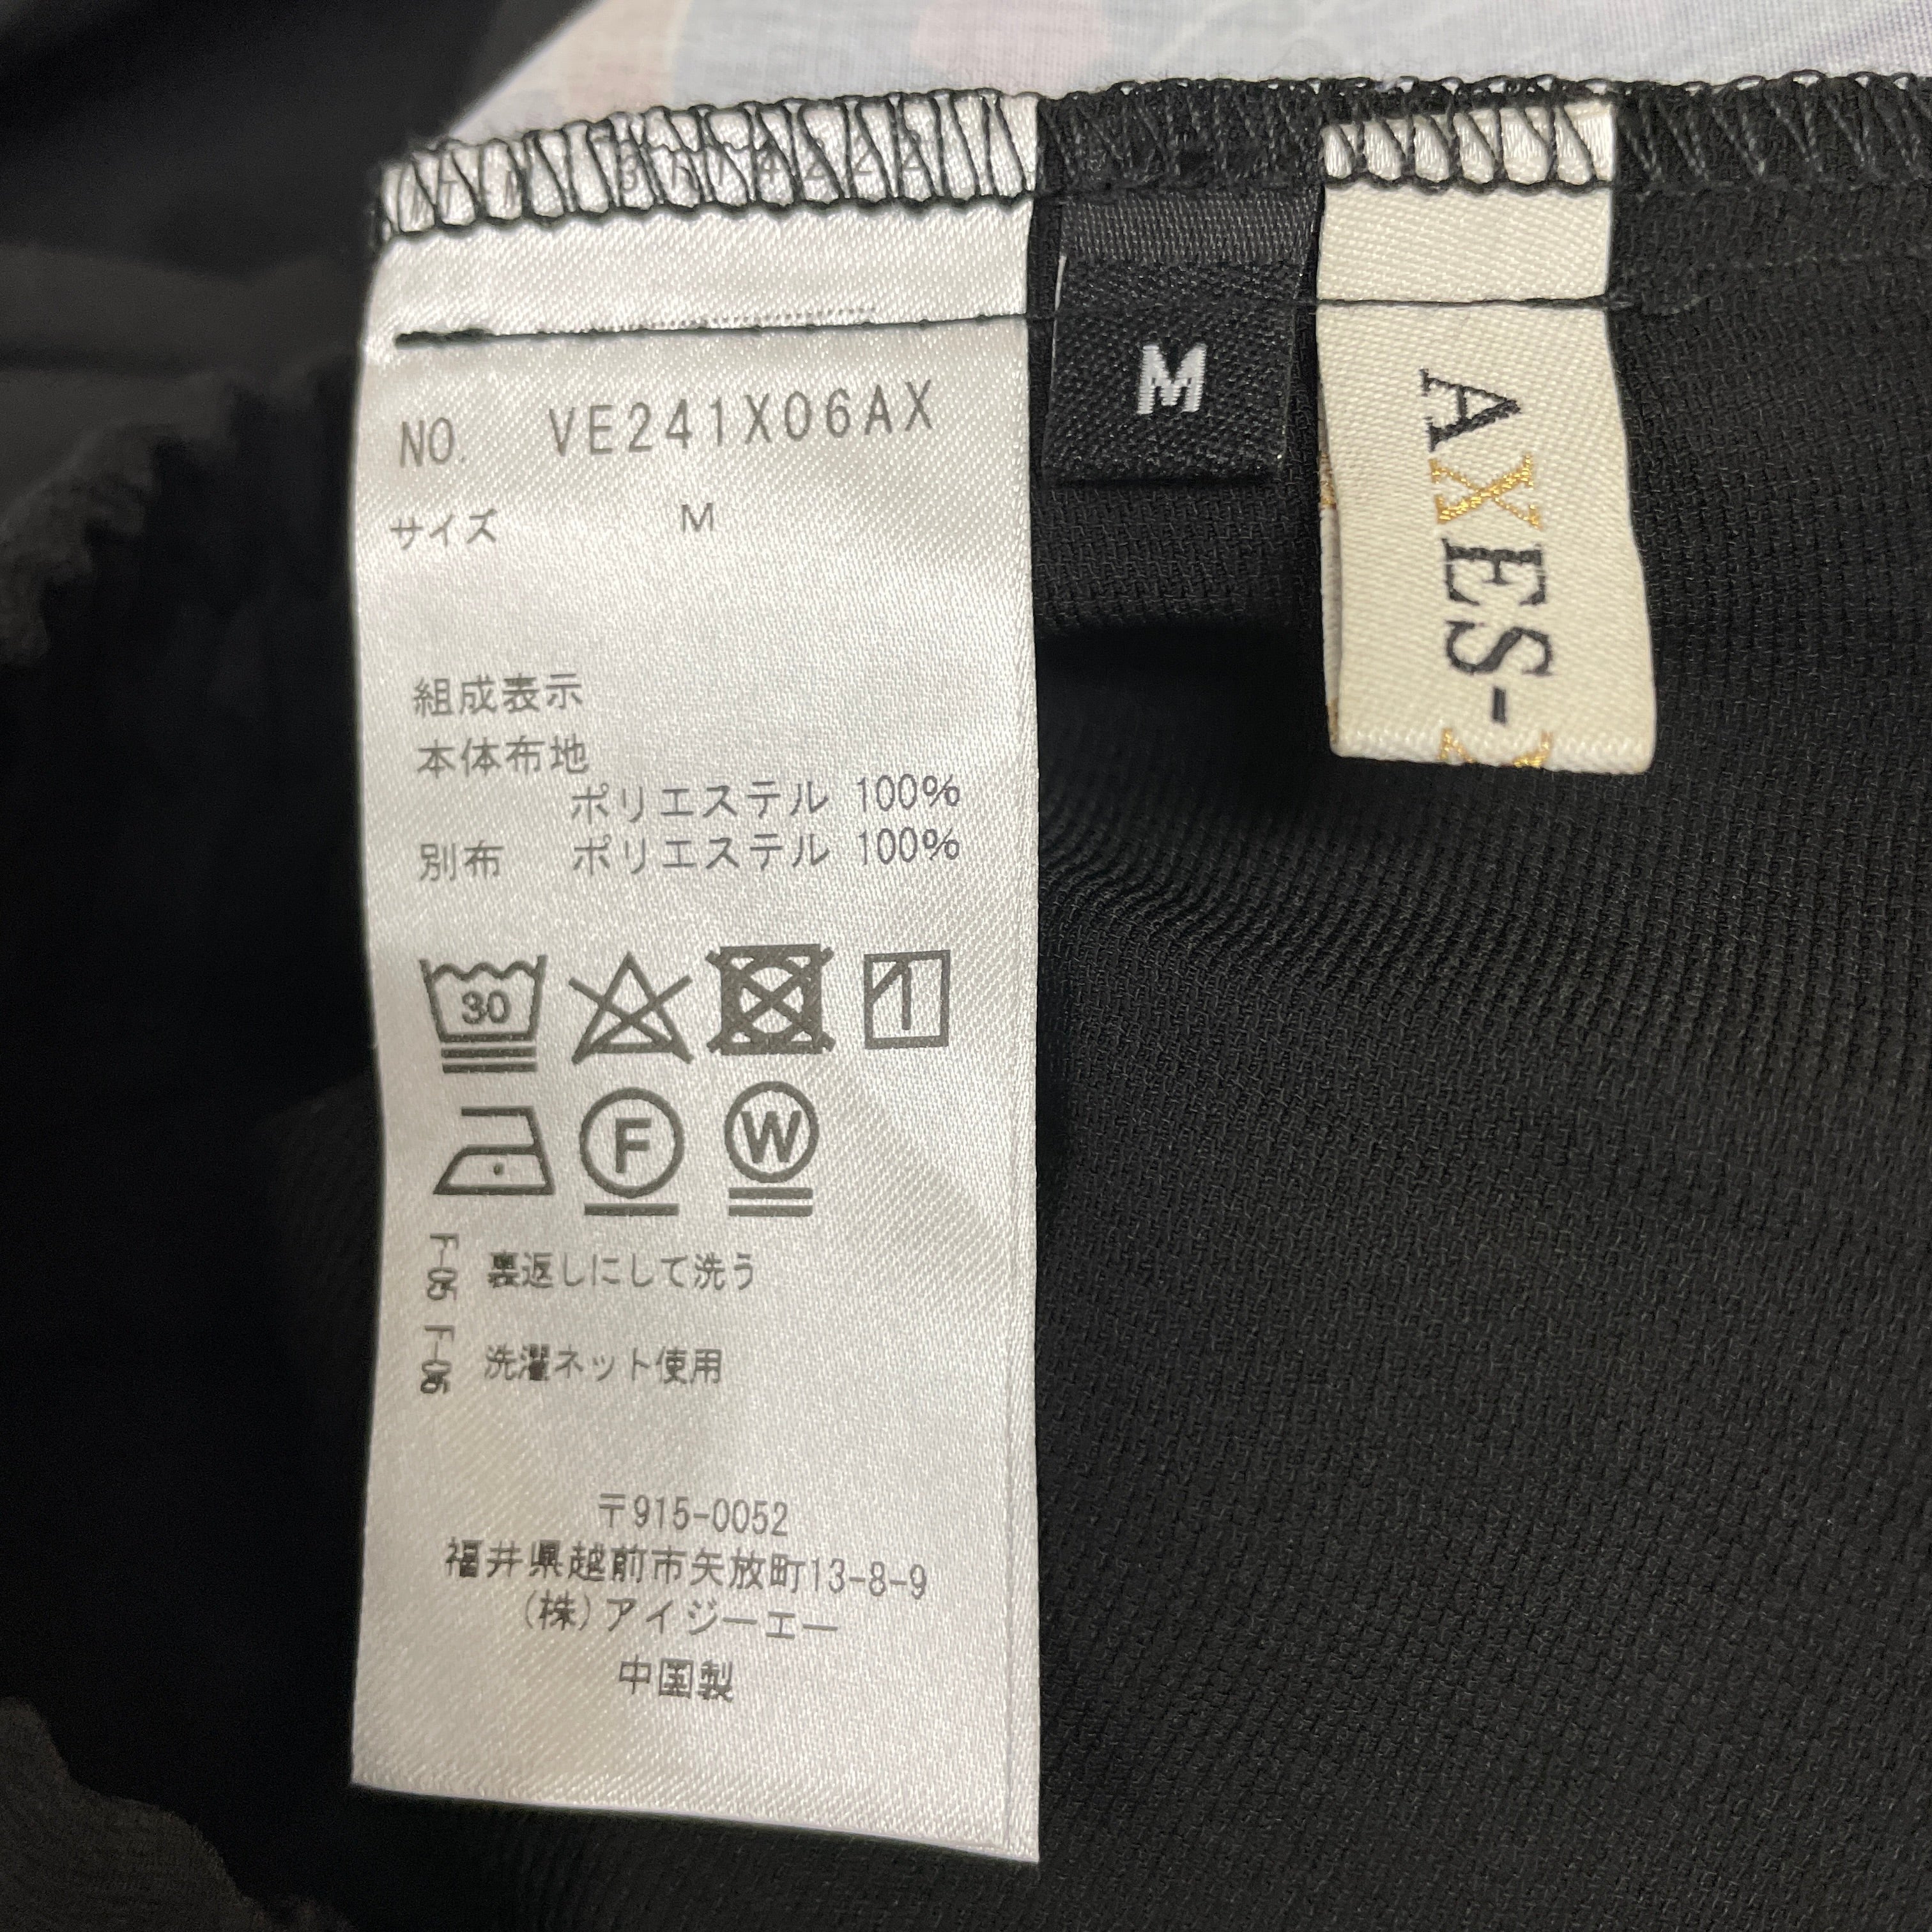 NO. VE241X06AX
サイズ M
組成表示
本体布地
ポリエステル 100%
別布 ポリエステル 100%
30
F
W
F-05 裏返しにして洗う
F-06 洗濯ネット使用
〒915-0052
福井県越前市矢放町13-8-9
(株)アイジーエー
中国製
M
AXES-